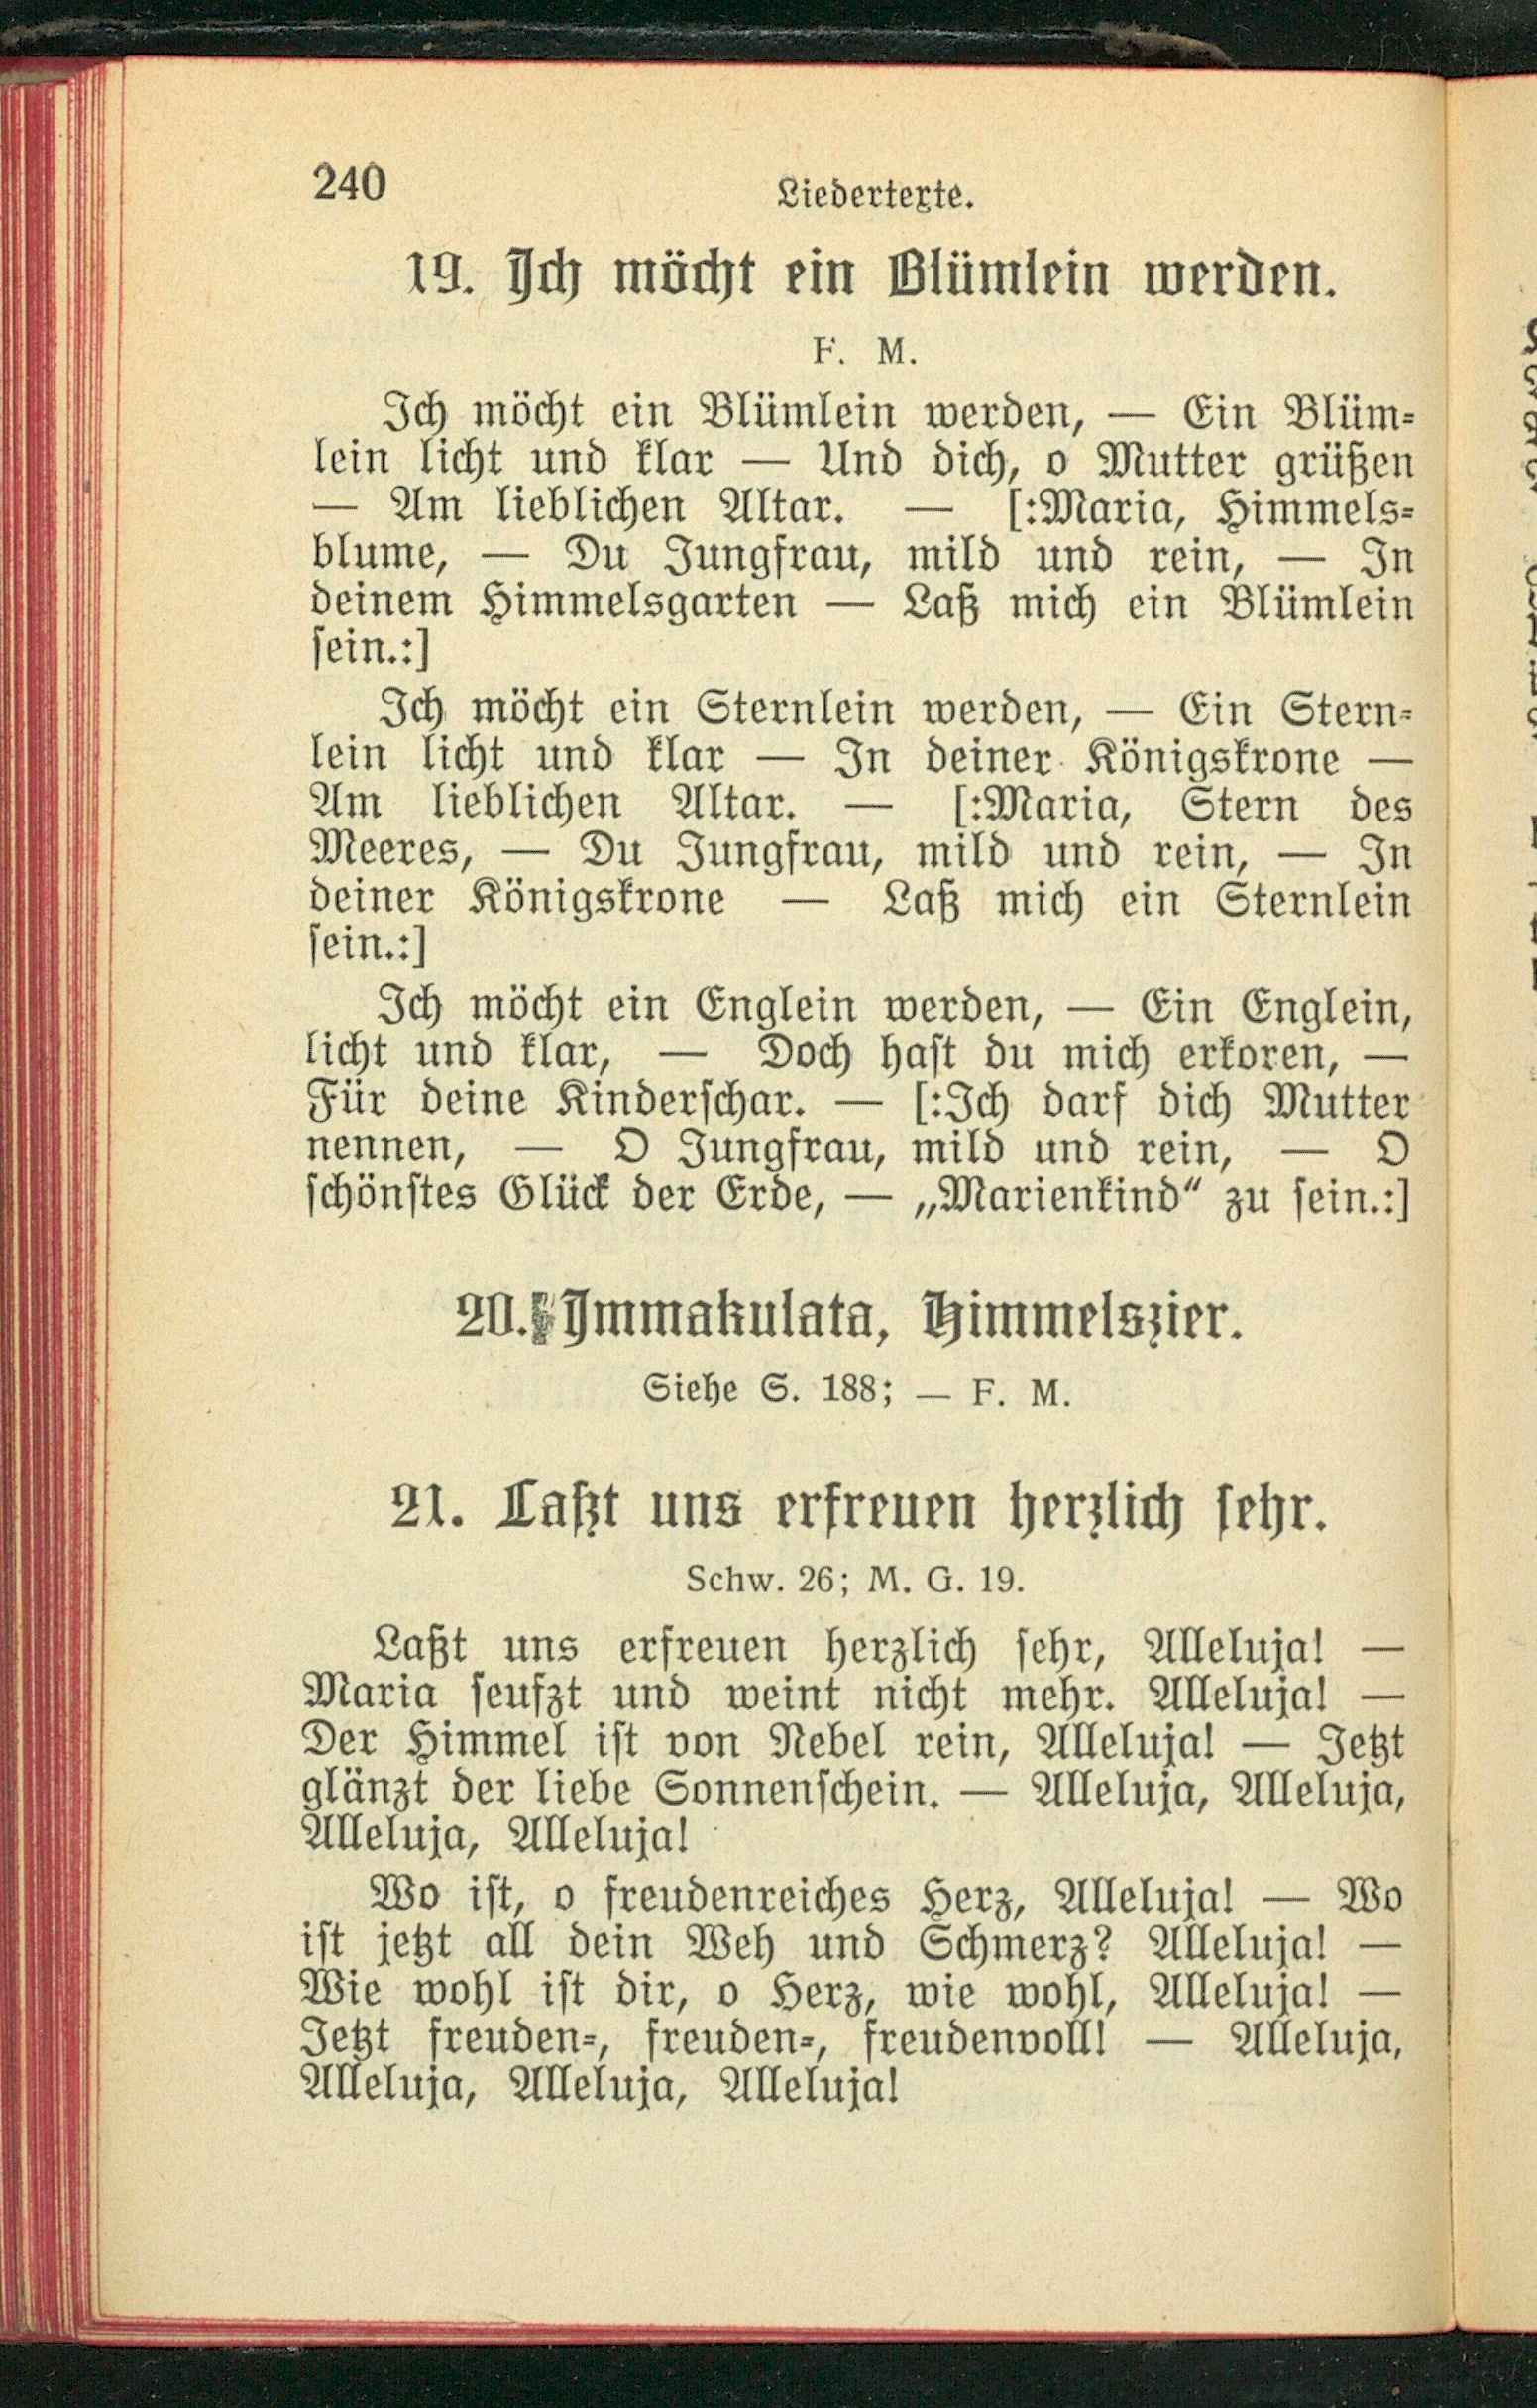 240
Liedertexte.
19. Ich möcht ein Blümlein werden.
F. M.
Ich möcht ein Blümlein werden, — Ein Blüm-
lein licht und klar — Und dich, o Mutter grüßen
— Am lieblichen Altar. — [:Maria, Himmels-
blume, — Du Jungfrau, mild und rein, — In
deinem Himmelsgarten — Laß mich ein Blümlein
sein.:]
Ich möcht ein Sternlein werden, — Ein Stern-
lein licht und klar — In deiner Königskrone —
Am lieblichen Altar. — [:Maria, Stern des
Meeres, — Du Jungfrau, mild und rein, — In
deiner Königskrone — Laß mich ein Sternlein
sein.:]
Ich möcht ein Englein werden, — Ein Englein,
licht und klar, — Doch hast du mich erkoren, —
Für deine Kinderschar. — [:Ich darf dich Mutter
nennen, — O Jungfrau, mild und rein, — O
schönstes Glück der Erde, — „Marienkind“ zu sein.:]
20. Immakulata, Himmelszier.
Siehe S. 188; — F. M.
21. Laßt uns erfreuen herzlich sehr.
Schw. 26; M. G. 19.
Laßt uns erfreuen herzlich sehr, Alleluja! —
Maria seufzt und weint nicht mehr. Alleluja! —
Der Himmel ist von Nebel rein, Alleluja! — Jetzt
glänzt der liebe Sonnenschein. — Alleluja, Alleluja,
Alleluja, Alleluja!
Wo ist, o freudenreiches Herz, Alleluja! — Wo
ist jetzt all dein Weh und Schmerz? Alleluja! —
Wie wohl ist dir, o Herz, wie wohl, Alleluja! —
Jetzt freuden-, freuden-, freudenvoll! — Alleluja,
Alleluja, Alleluja, Alleluja!